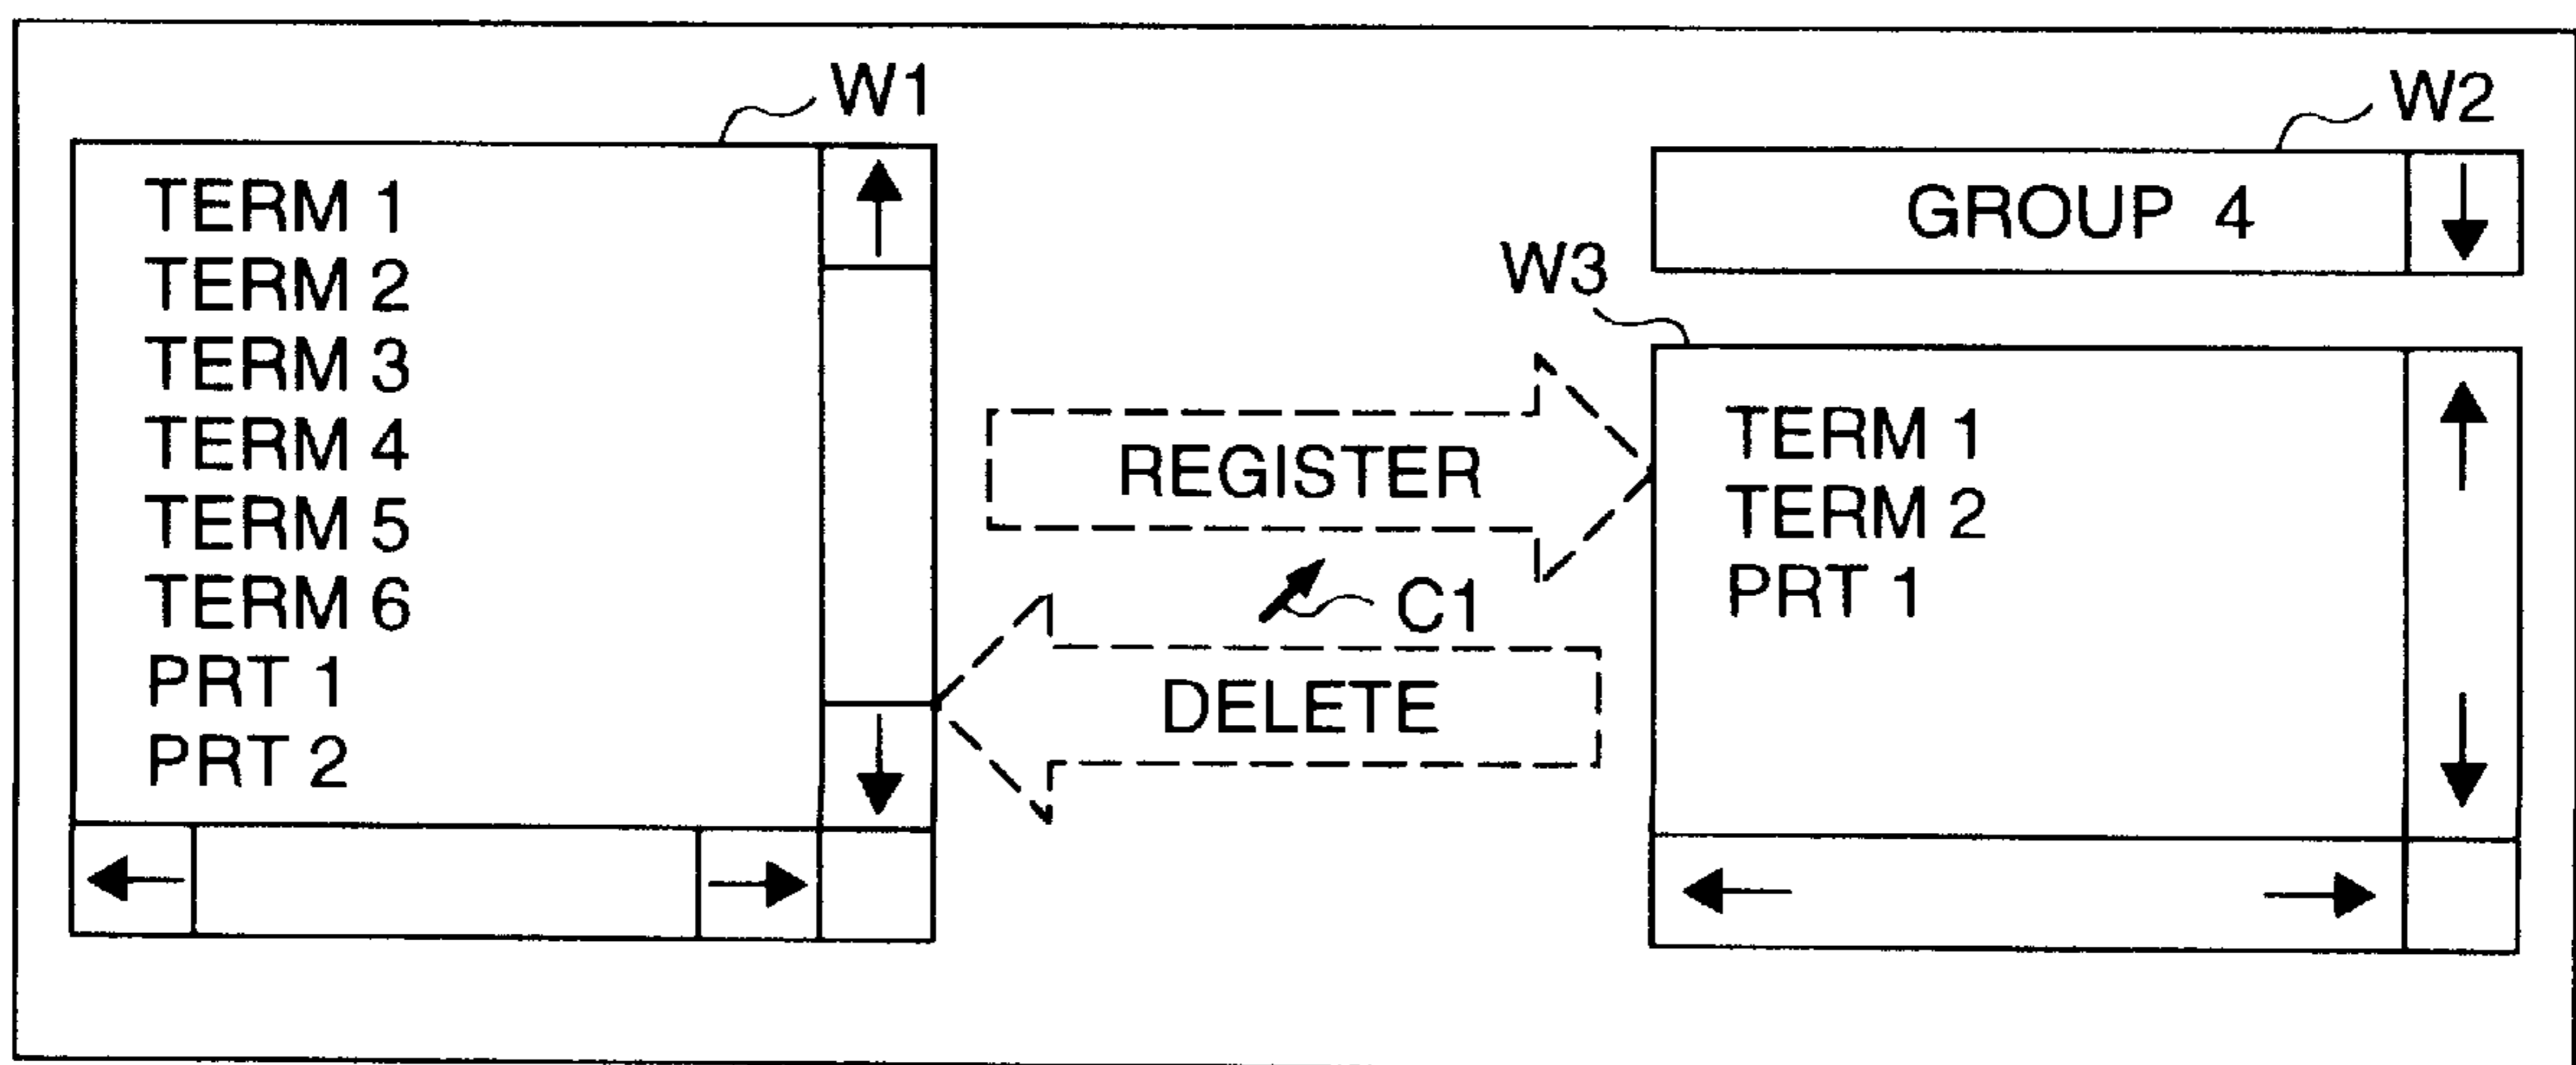 W1
TERM 1
TERM 2
TERM 3
TERM 4
TERM 5
TERM 6
PRT 1
PRT 2
REGISTER
C1
DELETE
W2
GROUP 4
W3
TERM 1
TERM 2
PRT 1